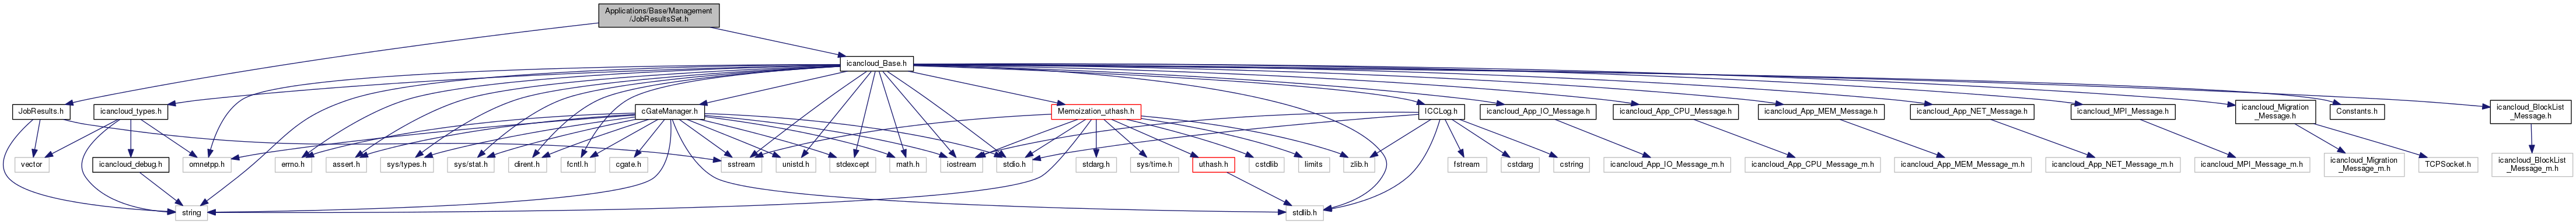 Applications/Base/Management
/JobResultsSet.h
icancloud_Base.h
JobResults.h
icancloud_types.h
cGateManager.h
Memoization_uthash.h
ICCLog.h
icancloud_App_IO_Message.h
icancloud_App_CPU_Message.h
icancloud_App_MEM_Message.h
icancloud_App_NET_Message.h
icancloud_MPI_Message.h
icancloud_Migration
_Message.h
Constants.h
icancloud_BlockList
_Message.h
vector
icancloud_debug.h
omnetpp.h
errno.h
assert.h
sys/types.h
sys/stat.h
dirent.h
fcntl.h
cgate.h
sstream
unistd.h
stdexcept
math.h
iostream
stdio.h
stdarg.h
sys/time.h
uthash.h
cstdlib
limits
zlib.h
fstream
cstdarg
cstring
icancloud_App_IO_Message_m.h
icancloud_App_CPU_Message_m.h
icancloud_App_MEM_Message_m.h
icancloud_App_NET_Message_m.h
icancloud_MPI_Message_m.h
icancloud_Migration
_Message_m.h
TCPSocket.h
icancloud_BlockList
_Message_m.h
string
stdlib.h